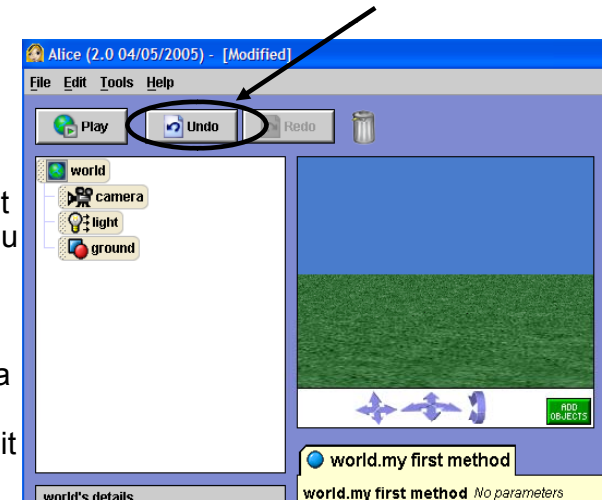 Alice (2.0 04/05/2005) - [Modified]
File Edit Tools Help
Play Undo Redo
world
camera
light
ground
t
u
a
it
ADD
OBJECTS
world.my first method
world's details
world.my first method No parameters